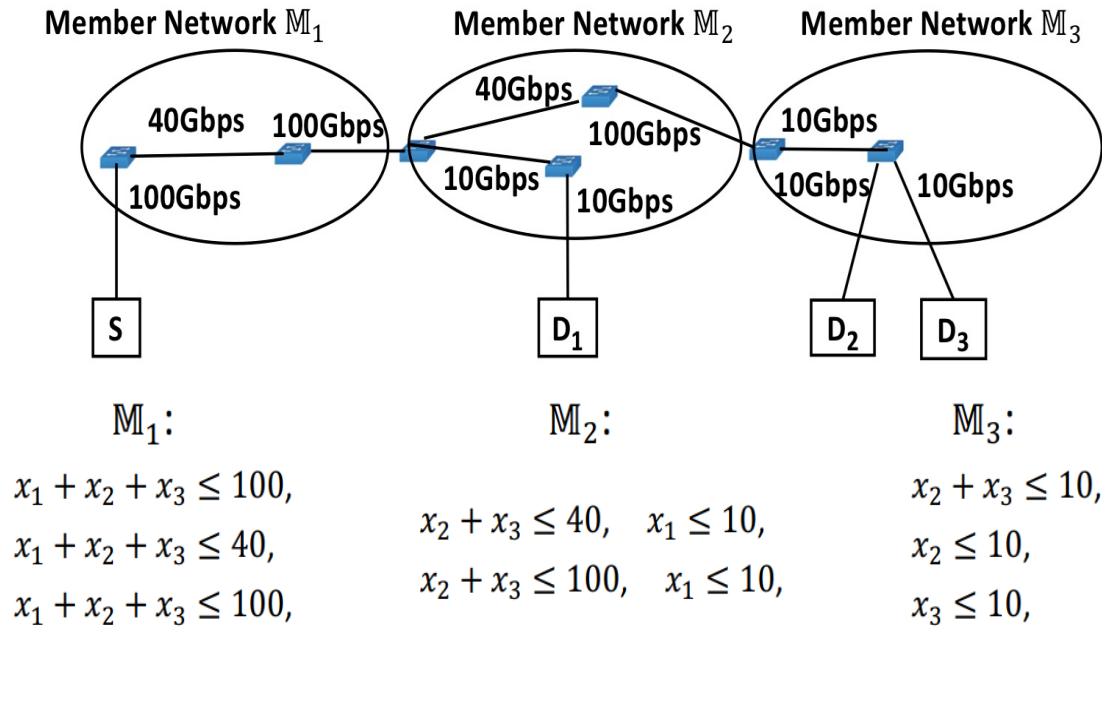 Member Network 𝕄₁
Member Network 𝕄₂
Member Network 𝕄₃
40Gbps
100Gbps
100Gbps
40Gbps
100Gbps
10Gbps
10Gbps
10Gbps
10Gbps
10Gbps
S
D₁
D₂
D₃
𝕄₁:
x₁ + x₂ + x₃ ≤ 100,
x₁ + x₂ + x₃ ≤ 40,
x₁ + x₂ + x₃ ≤ 100,
𝕄₂:
x₂ + x₃ ≤ 40, x₁ ≤ 10,
x₂ + x₃ ≤ 100, x₁ ≤ 10,
𝕄₃:
x₂ + x₃ ≤ 10,
x₂ ≤ 10,
x₃ ≤ 10,